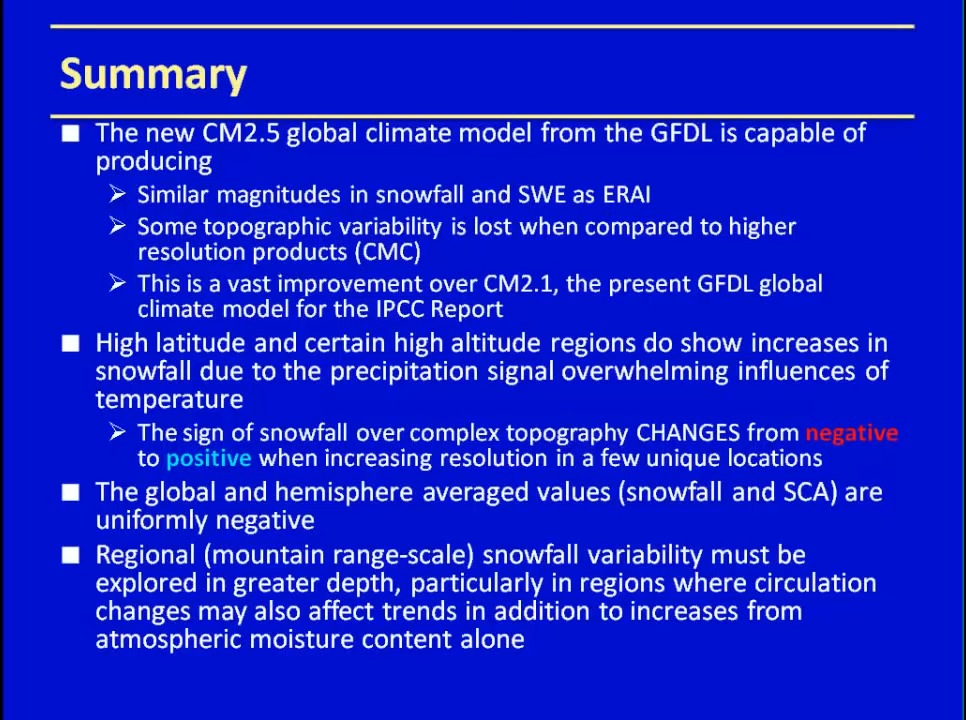 Summary
■ The new CM2.5 global climate model from the GFDL is capable of
producing
➢ Similar magnitudes in snowfall and SWE as ERAI
➢ Some topographic variability is lost when compared to higher
resolution products (CMC)
➢ This is a vast improvement over CM2.1, the present GFDL global
climate model for the IPCC Report
■ High latitude and certain high altitude regions do show increases in
snowfall due to the precipitation signal overwhelming influences of
temperature
➢ The sign of snowfall over complex topography CHANGES from negative
to positive when increasing resolution in a few unique locations
■ The global and hemisphere averaged values (snowfall and SCA) are
uniformly negative
■ Regional (mountain range-scale) snowfall variability must be
explored in greater depth, particularly in regions where circulation
changes may also affect trends in addition to increases from
atmospheric moisture content alone